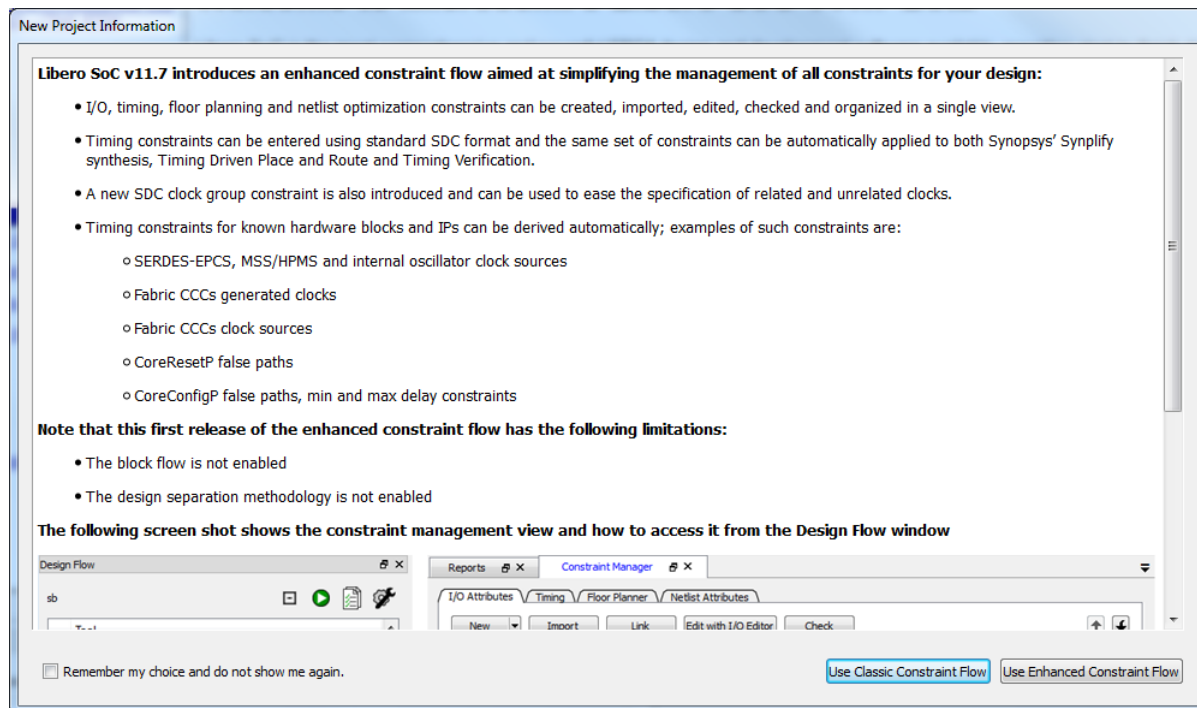 New Project Information
Libero SoC v11.7 introduces an enhanced constraint flow aimed at simplifying the management of all constraints for your design:
• I/O, timing, floor planning and netlist optimization constraints can be created, imported, edited, checked and organized in a single view.
• Timing constraints can be entered using standard SDC format and the same set of constraints can be automatically applied to both Synopsys' Synplify
synthesis, Timing Driven Place and Route and Timing Verification.
• A new SDC clock group constraint is also introduced and can be used to ease the specification of related and unrelated clocks.
• Timing constraints for known hardware blocks and IPs can be derived automatically; examples of such constraints are:
○ SERDES-EPCS, MSS/HPMS and internal oscillator clock sources
○ Fabric CCCs generated clocks
○ Fabric CCCs clock sources
○ CoreResetP false paths
○ CoreConfigP false paths, min and max delay constraints
Note that this first release of the enhanced constraint flow has the following limitations:
• The block flow is not enabled
• The design separation methodology is not enabled
The following screen shot shows the constraint management view and how to access it from the Design Flow window
Design Flow
Reports Constraint Manager
sb
I/O Attributes Timing Floor Planner Netlist Attributes
Tool
New Import Link Edit with I/O Editor Check
Remember my choice and do not show me again.
Use Classic Constraint Flow Use Enhanced Constraint Flow